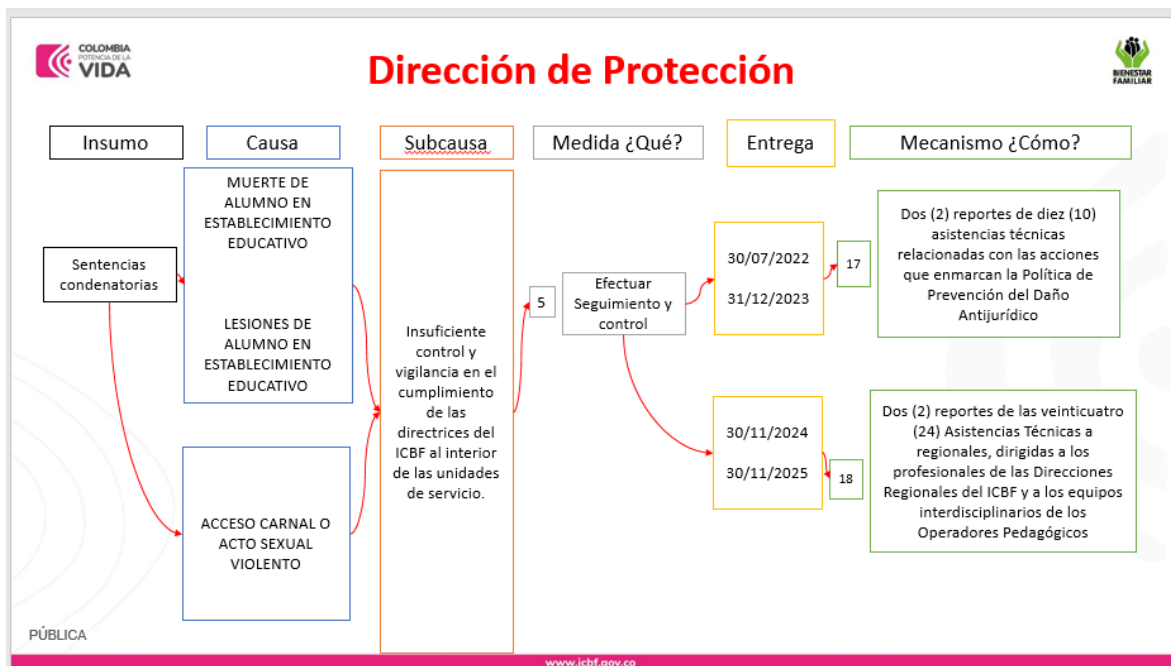 COLOMBIA
POTENCIA DE LA
VIDA
Dirección de Protección
BIENESTAR
FAMILIAR
Insumo
Causa
Subcausa
Medida ¿Qué?
Entrega
Mecanismo ¿Cómo?
Sentencias
condenatorias
MUERTE DE
ALUMNO EN
ESTABLECIMIENTO
EDUCATIVO
LESIONES DE
ALUMNO EN
ESTABLECIMIENTO
EDUCATIVO
ACCESO CARNAL O
ACTO SEXUAL
VIOLENTO
Insuficiente
control y
vigilancia en el
cumplimiento
de las
directrices del
ICBF al interior
de las unidades
de servicio.
5
Efectuar
Seguimiento y
control
30/07/2022
31/12/2023
17
Dos (2) reportes de diez (10)
asistencias técnicas
relacionadas con las acciones
que enmarcan la Política de
Prevención del Daño
Antijurídico
30/11/2024
30/11/2025
18
Dos (2) reportes de las veinticuatro
(24) Asistencias Técnicas a
regionales, dirigidas a los
profesionales de las Direcciones
Regionales del ICBF y a los equipos
interdisciplinarios de los
Operadores Pedagógicos
PÚBLICA
www.icbf.gov.co